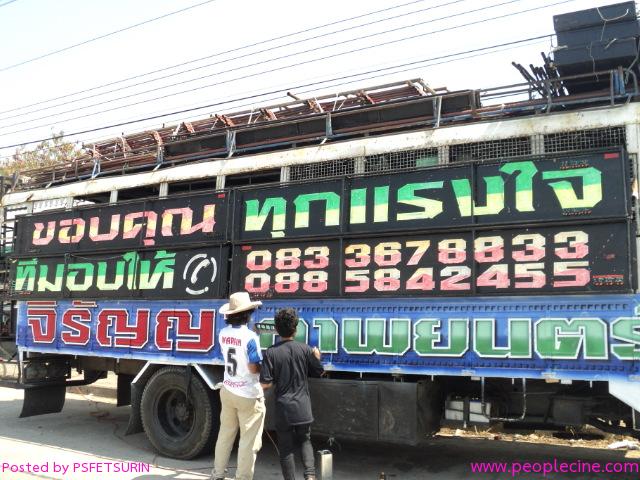 ขอบคุณ ทุกแรงใจ
ที่มอบให้ 083 3678833
088 5842455
จิรัญญ ภาพยนตร์
5
Posted by PSFETSURIN
www.peoplecine.com